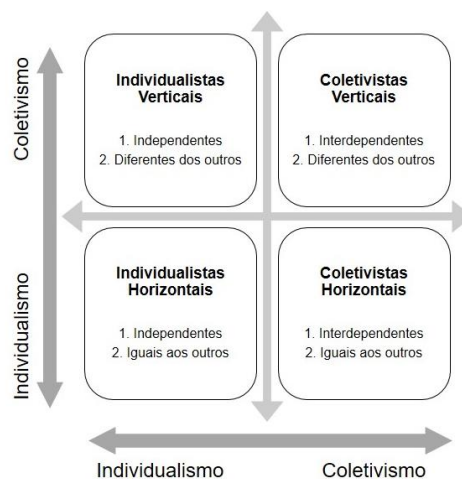 Coletivismo
Individualismo
Individualistas
Verticais
1. Independentes
2. Diferentes dos outros
Coletivistas
Verticais
1. Interdependentes
2. Diferentes dos outros
Individualistas
Horizontais
1. Independentes
2. Iguais aos outros
Coletivistas
Horizontais
1. Interdependentes
2. Iguais aos outros
Individualismo
Coletivismo